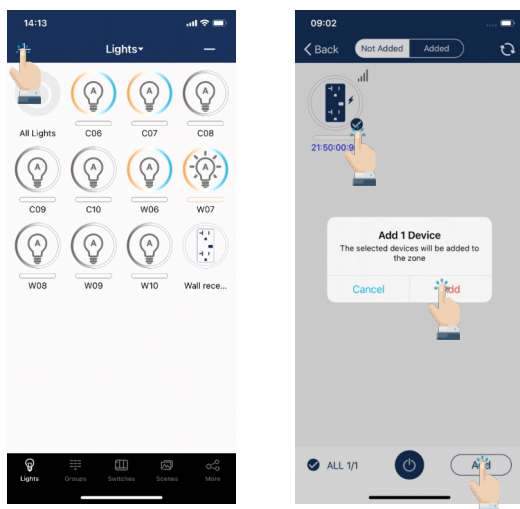 14:13
Lights
All Lights
C06
C07
C08
C09
C10
W06
W07
W08
W09
W10
Wall rece...
Lights
Groups
Switches
Scenes
More
09:02
Back
Not Added
Added
21:50:00:9
Add 1 Device
The selected devices will be added to
the zone
Cancel
ALL 1/1